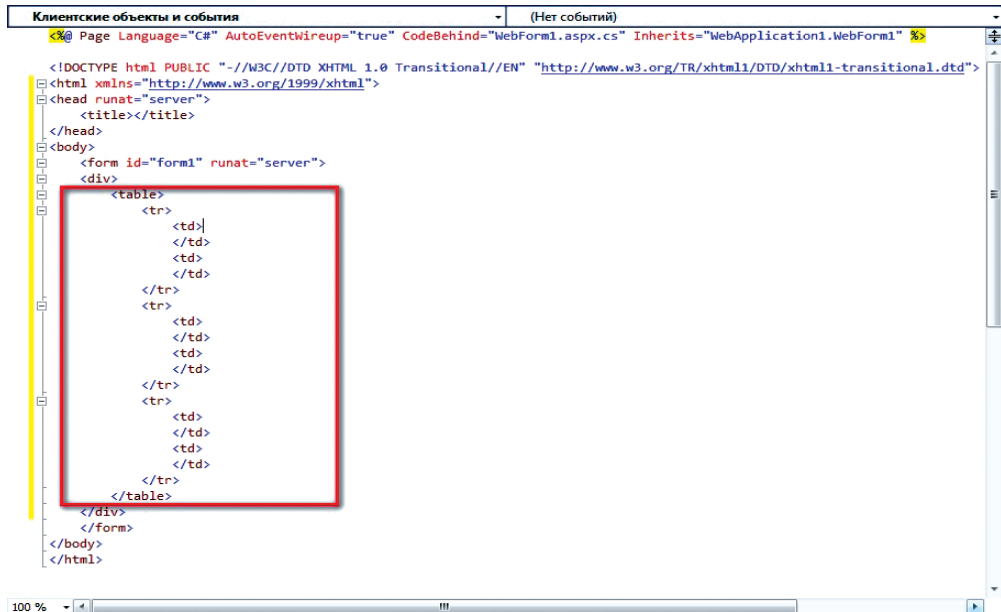 Клиентские объекты и события (Нет событий)
<%@ Page Language="C#" AutoEventWireup="true" CodeBehind="WebForm1.aspx.cs" Inherits="WebApplication1.WebForm1" %>
<!DOCTYPE html PUBLIC "-//W3C//DTD XHTML 1.0 Transitional//EN" "http://www.w3.org/TR/xhtml1/DTD/xhtml1-transitional.dtd">
<html xmlns="http://www.w3.org/1999/xhtml">
<head runat="server">
<title></title>
</head>
<body>
<form id="form1" runat="server">
<div>
<table>
<tr>
<td>
</td>
<td>
</td>
</tr>
<tr>
<td>
</td>
<td>
</td>
</tr>
<tr>
<td>
</td>
<td>
</td>
</tr>
</table>
</div>
</form>
</body>
</html>
100 %